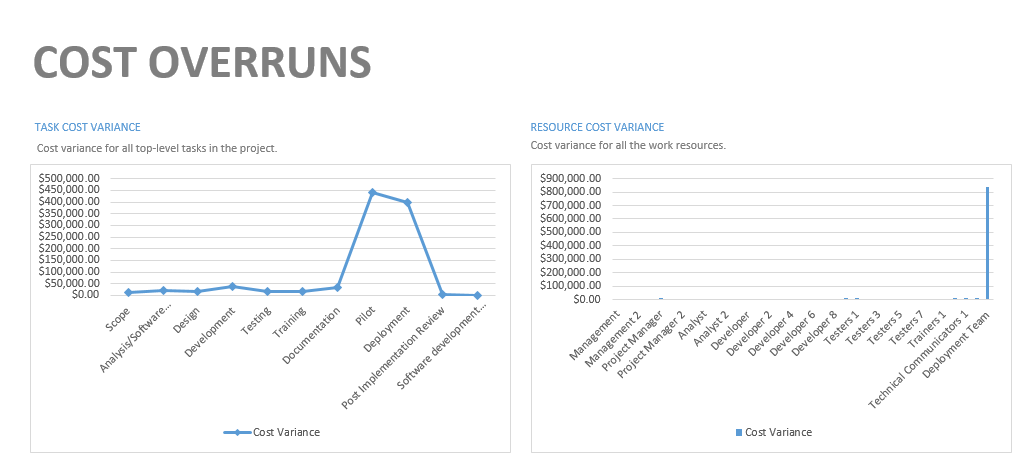 COST OVERRUNS
TASK COST VARIANCE
Cost variance for all top-level tasks in the project.
$500,000.00
$450,000.00
$400,000.00
$350,000.00
$300,000.00
$250,000.00
$200,000.00
$150,000.00
$100,000.00
$50,000.00
$0.00
Scope
Analysis/Software...
Design
Development
Testing
Training
Documentation
Pilot
Deployment
Post Implementation Review
Software development...
Cost Variance
RESOURCE COST VARIANCE
Cost variance for all the work resources.
$900,000.00
$800,000.00
$700,000.00
$600,000.00
$500,000.00
$400,000.00
$300,000.00
$200,000.00
$100,000.00
$0.00
Management
Management 2
Project Manager
Project Manager 2
Analyst
Analyst 2
Developer
Developer 2
Developer 4
Developer 6
Developer 8
Testers 1
Testers 3
Testers 5
Testers 7
Trainers 1
Technical Communicators 1
Deployment Team
Cost Variance